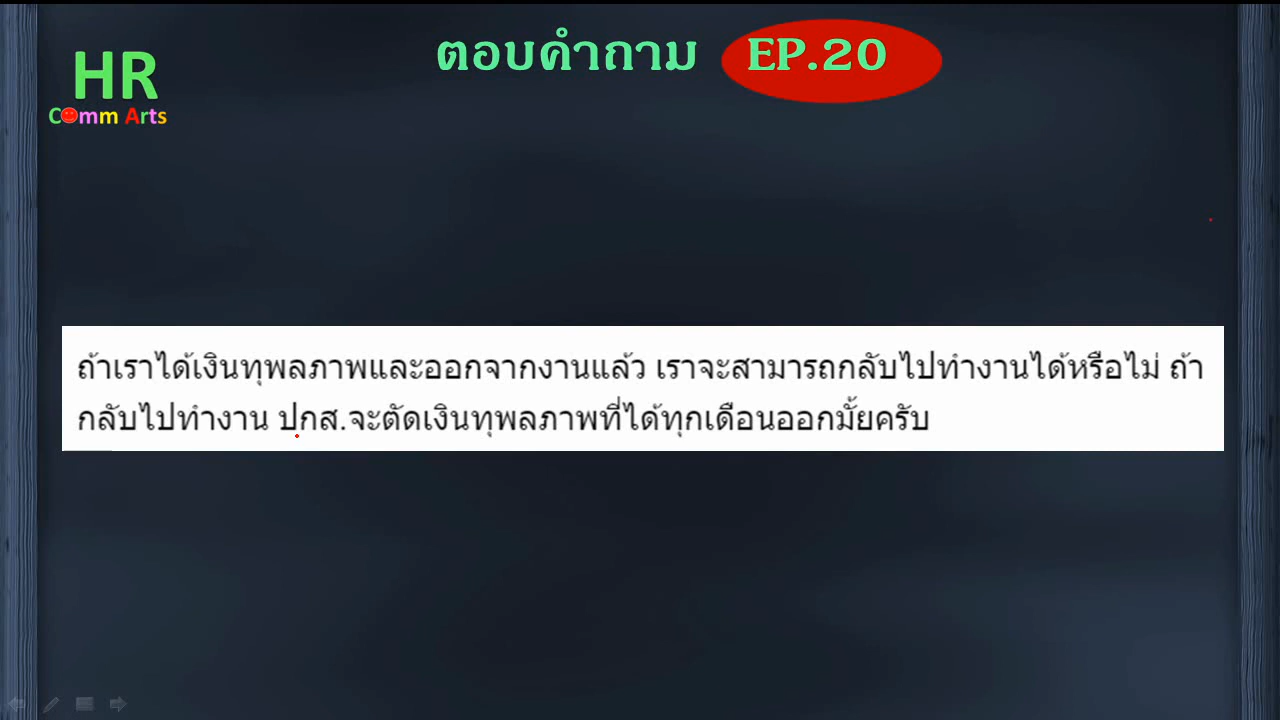 HR
Comm Arts
ตอบคำถาม EP.20
ถ้าเราได้เงินทุพลภาพและออกจากงานแล้ว เราจะสามารถกลับไปทำงานได้หรือไม่ ถ้า
กลับไปทำงาน ปกส.จะตัดเงินทุพลภาพที่ได้ทุกเดือนออกมั้ยครับ